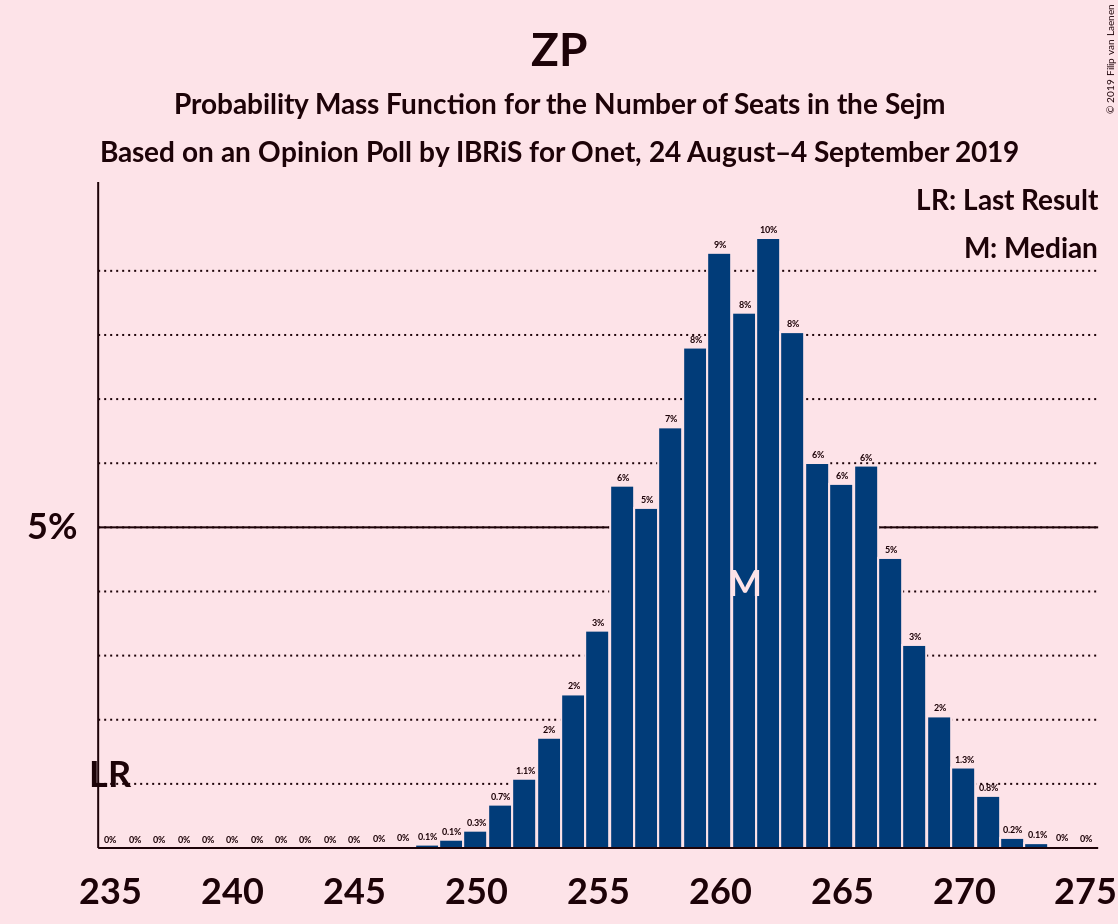 ZP
Probability Mass Function for the Number of Seats in the Sejm
Based on an Opinion Poll by IBRiS for Onet, 24 August–4 September 2019
© 2019 Filip van Laenen
LR: Last Result
M: Median
5%
LR
M
0% 0% 0% 0% 0% 0% 0% 0% 0% 0% 0% 0% 0% 0.1% 0.1% 0.3% 0.7% 1.1% 2% 2% 3% 6% 5% 7% 8% 9% 8% 10% 8% 6% 6% 6% 5% 3% 2% 1.3% 0.8% 0.2% 0.1% 0% 0%
235 240 245 250 255 260 265 270 275